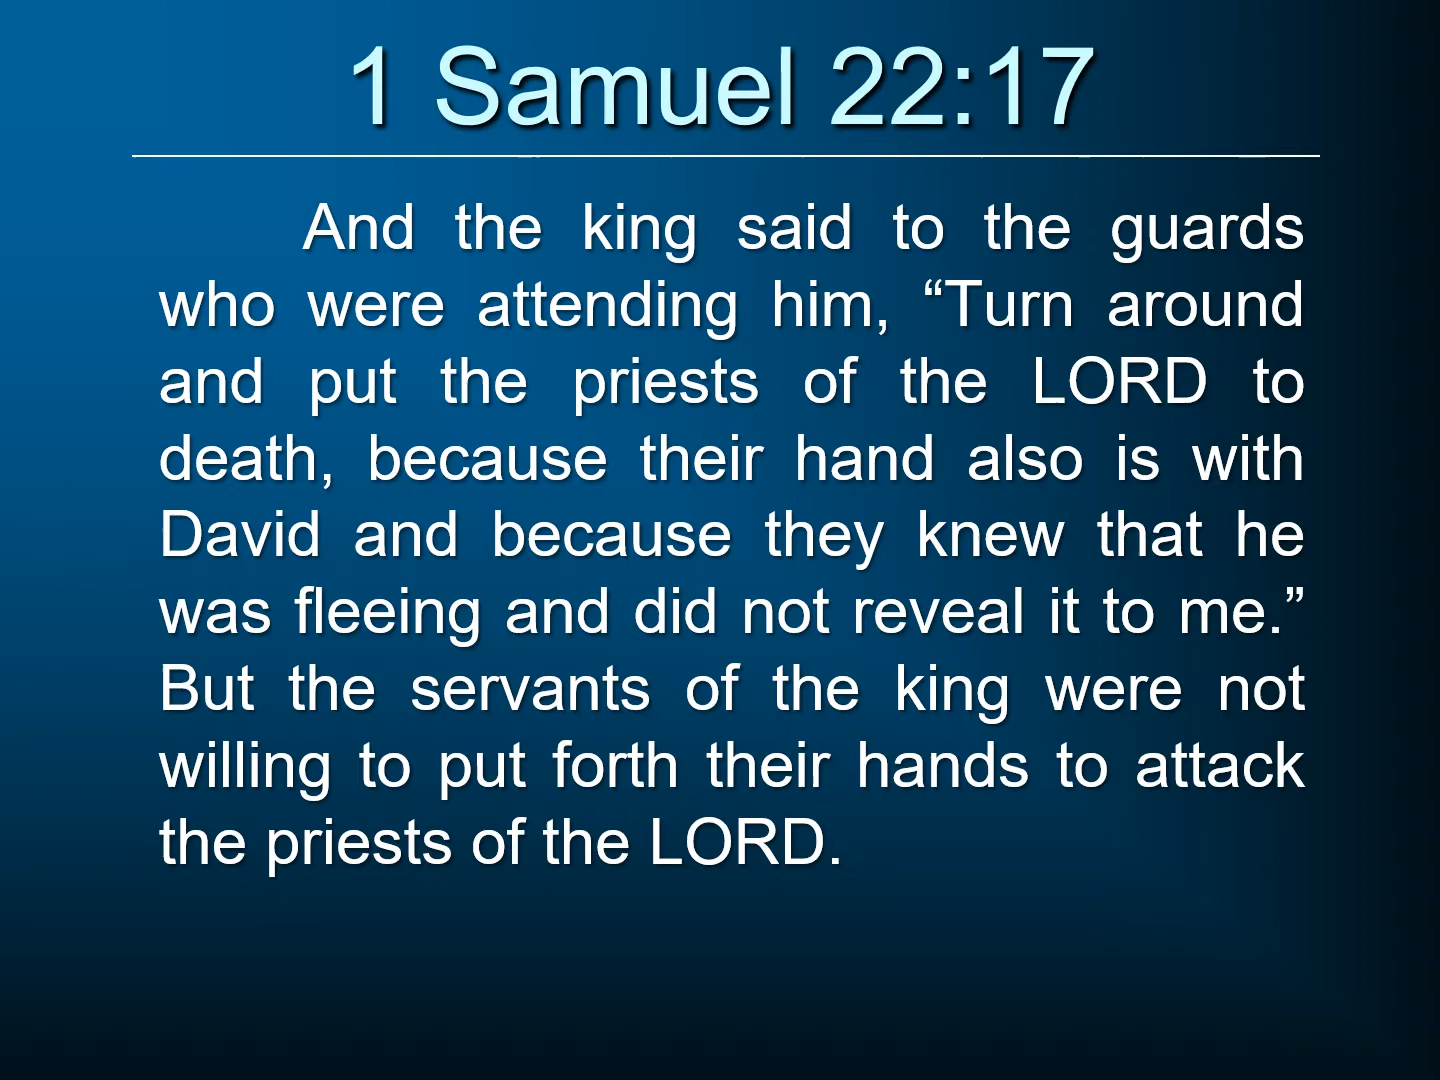 1 Samuel 22:17
And the king said to the guards
who were attending him, “Turn around
and put the priests of the LORD to
death, because their hand also is with
David and because they knew that he
was fleeing and did not reveal it to me.”
But the servants of the king were not
willing to put forth their hands to attack
the priests of the LORD.